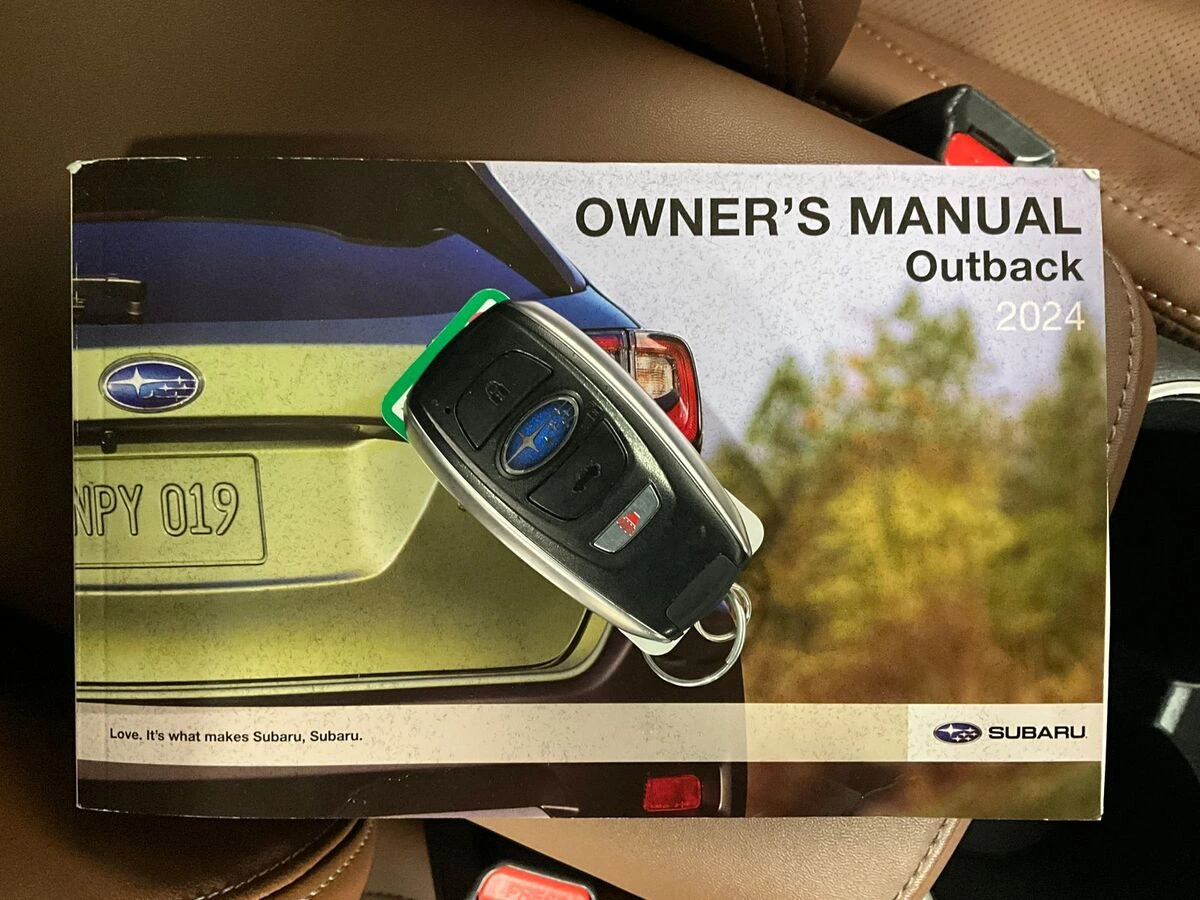 OWNER'S MANUAL
Outback
2024
NPY 019
Love. It's what makes Subaru, Subaru.
SUBARU